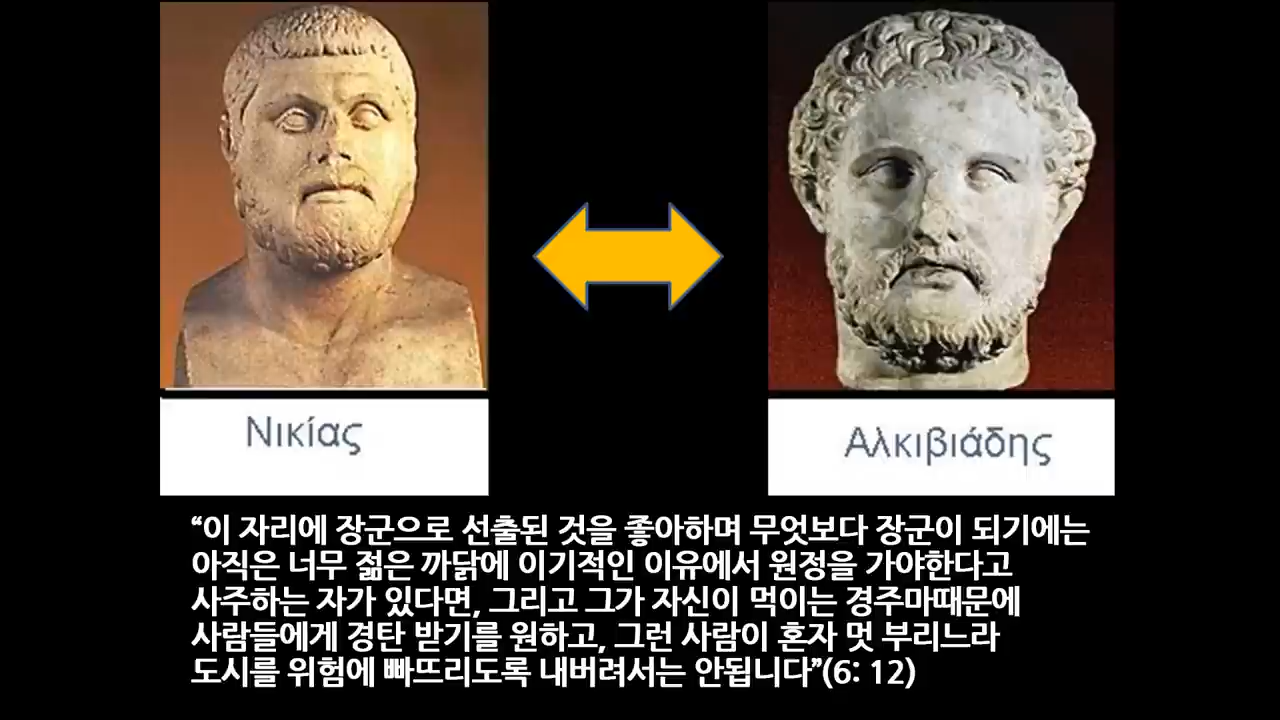 Νικίας
Αλκιβιάδης
“이 자리에 장군으로 선출된 것을 좋아하며 무엇보다 장군이 되기에는
아직은 너무 젊은 까닭에 이기적인 이유에서 원정을 가야한다고
사주하는 자가 있다면, 그리고 그가 자신이 먹이는 경주마때문에
사람들에게 경탄 받기를 원하고, 그런 사람이 혼자 멋 부리느라
도시를 위험에 빠뜨리도록 내버려서는 안됩니다”(6: 12)